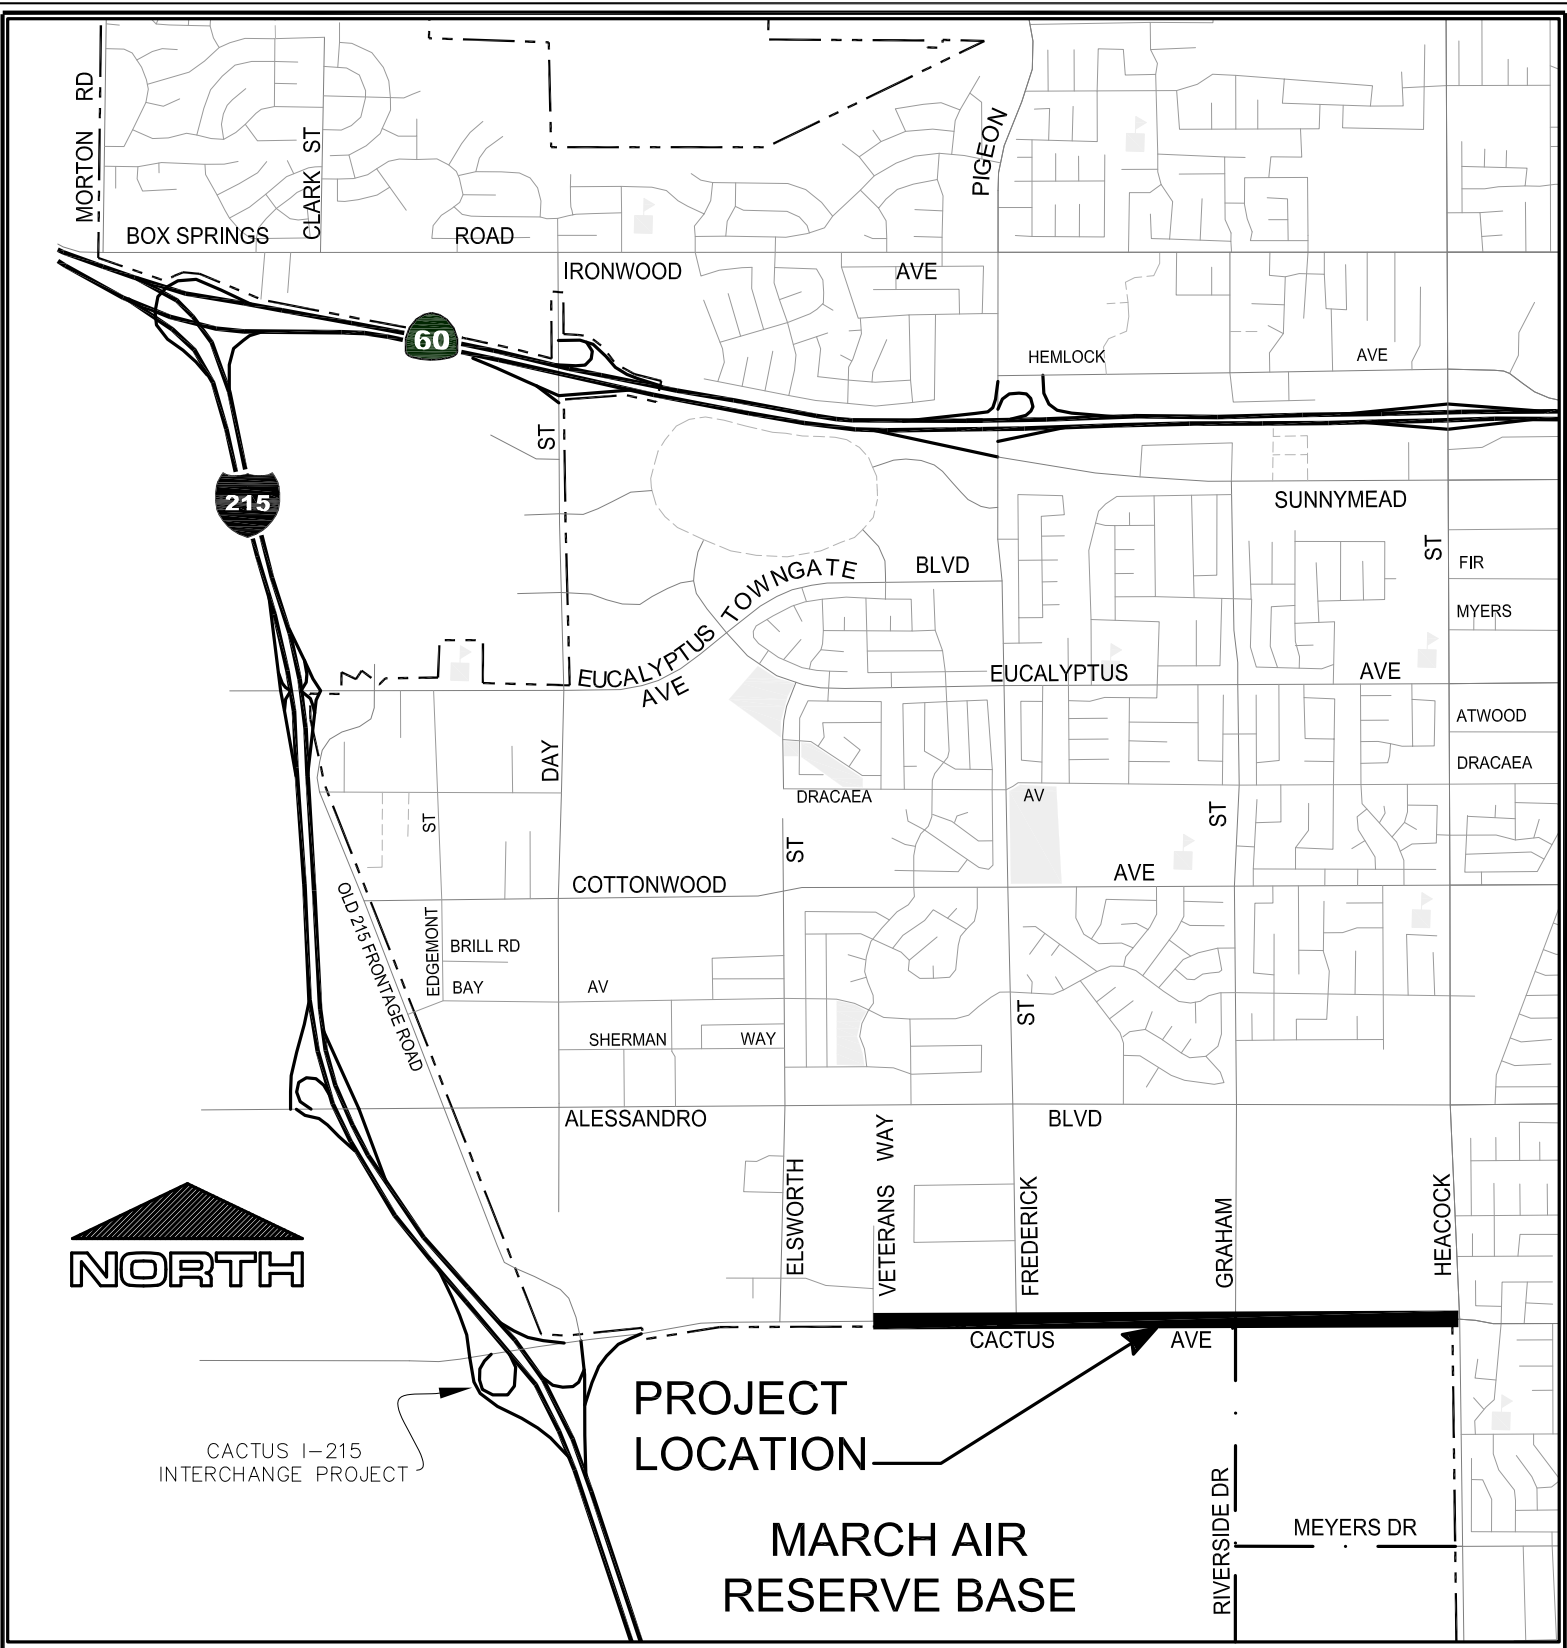 MORTON RD
CLARK ST
PIGEON
BOX SPRINGS ROAD
IRONWOOD AVE
60
HEMLOCK AVE
ST
215
SUNNYMEAD
ST
FIR
EUCALYPTUS TOWNGATE BLVD
AVE
MYERS
EUCALYPTUS AVE
ATWOOD
DAY
DRACAEA
DRACAEA AV
ST
ST
ST
COTTONWOOD AVE
OLD 215 FRONTAGE ROAD
EDGEMONT
BRILL RD
BAY AV
ST
SHERMAN WAY
ALESSANDRO BLVD
NORTH
ELSWORTH
VETERANS WAY
FREDERICK
GRAHAM
HEACOCK
CACTUS AVE
PROJECT
LOCATION
CACTUS I-215
INTERCHANGE PROJECT
MARCH AIR
RESERVE BASE
RIVERSIDE DR
MEYERS DR